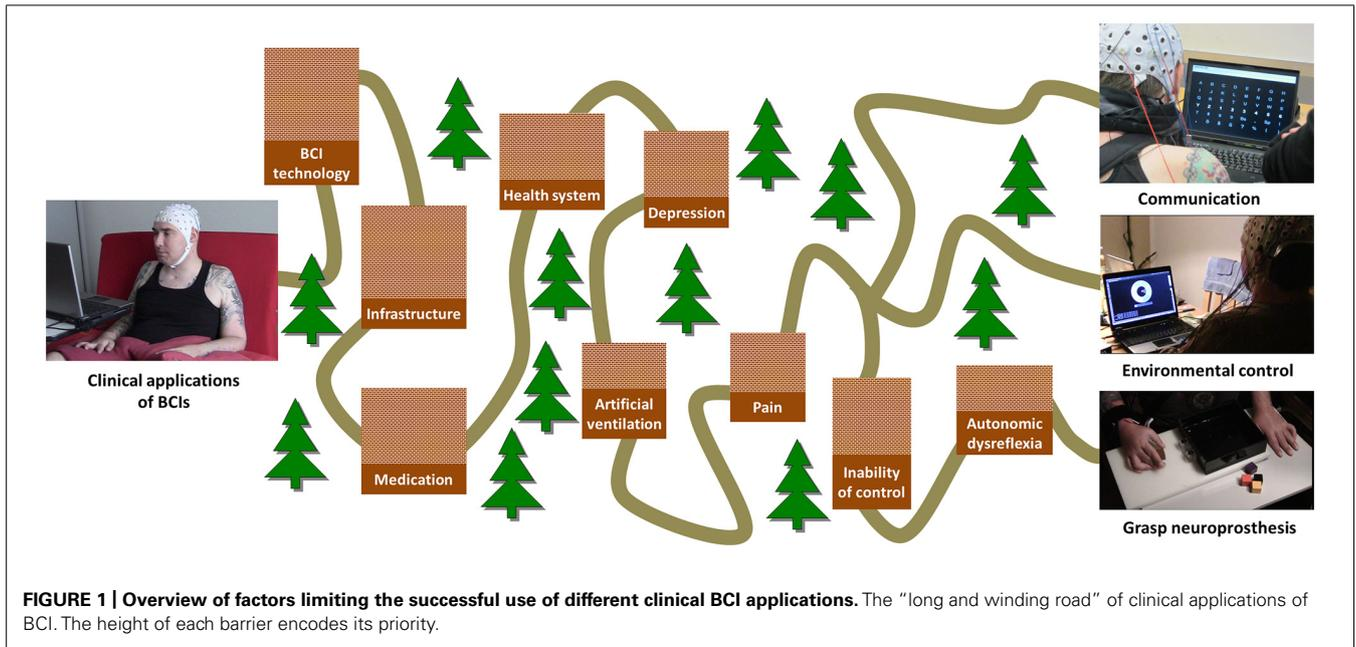 BCI
technology
Health system
Depression
Communication
Infrastructure
Clinical applications
of BCIs
Environmental control
Artificial
ventilation
Pain
Autonomic
dysreflexia
Medication
Inability
of control
Grasp neuroprosthesis
FIGURE 1 | Overview of factors limiting the successful use of different clinical BCI applications. The “long and winding road” of clinical applications of
BCI. The height of each barrier encodes its priority.